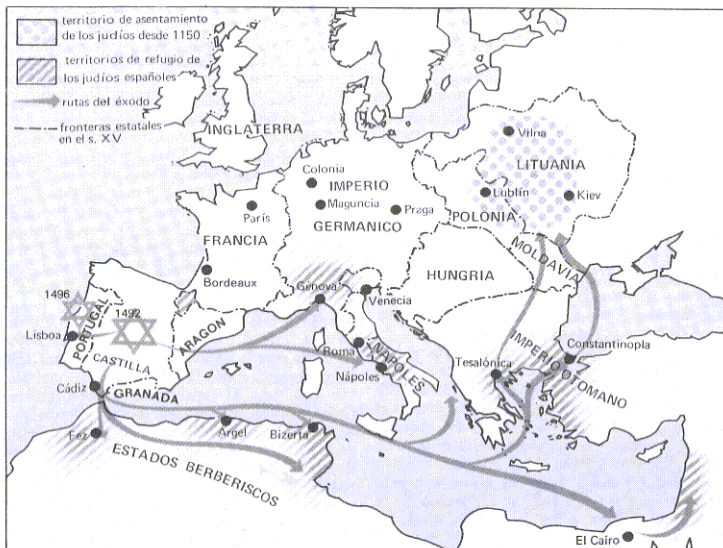 territorio de asentamiento
de los judíos desde 1150
territorios de refugio de
los judíos españoles
rutas del éxodo
fronteras estatales
en el s. XV
INGLATERRA
Vilna
LITUANIA
Colonia
IMPERIO
Lublín
Kiev
Maguncia
Praga
París
GERMANICO
POLONIA
FRANCIA
MOLDAVIA
HUNGRIA
Bordeaux
Genova
Venecia
1496
1492
PORTUGAL
ARAGON
Lisboa
Roma
NAPOLES
Constantinopla
CASTILLA
Nápoles
Tesalónica
IMPERIO OTOMANO
Cádiz
GRANADA
Fez
Argel
Bizerta
ESTADOS BERBERISCOS
El Cairo